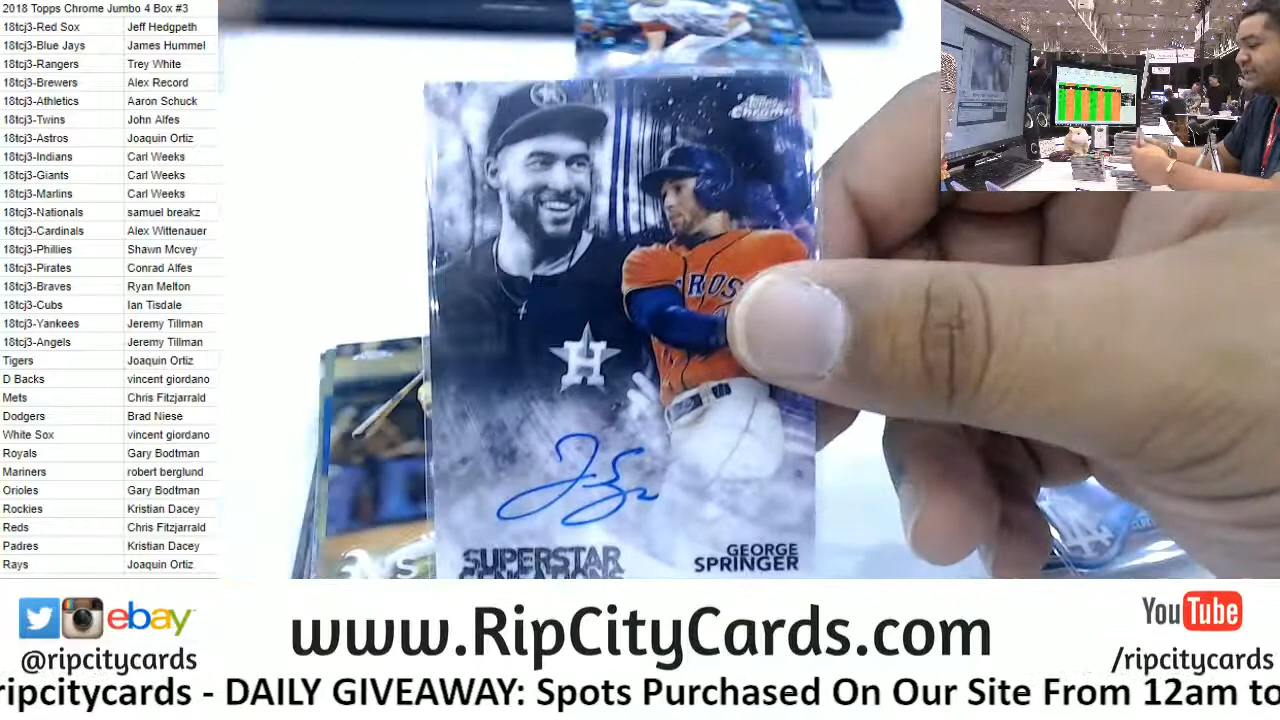 2018 Topps Chrome Jumbo 4 Box #3
18tcj3-Red Sox Jeff Hedgpeth
18tcj3-Blue Jays James Hummel
18tcj3-Rangers Trey White
18tcj3-Brewers Alex Record
18tcj3-Athletics Aaron Schuck
18tcj3-Twins John Alfes
18tcj3-Astros Joaquin Ortiz
18tcj3-Indians Carl Weeks
18tcj3-Giants Carl Weeks
18tcj3-Marlins Carl Weeks
18tcj3-Nationals samuel breakz
18tcj3-Cardinals Alex Wittenauer
18tcj3-Phillies Shawn Mcvey
18tcj3-Pirates Conrad Alfes
18tcj3-Braves Ryan Melton
18tcj3-Cubs Ian Tisdale
18tcj3-Yankees Jeremy Tillman
18tcj3-Angels Jeremy Tillman
Tigers Joaquin Ortiz
D Backs vincent giordano
Mets Chris Fitzjarrald
Dodgers Brad Niese
White Sox vincent giordano
Royals Gary Bodtman
Mariners robert berglund
Orioles Gary Bodtman
Rockies Kristian Dacey
Reds Chris Fitzjarrald
Padres Kristian Dacey
Rays Joaquin Ortiz
Topps
Chrome
H
SUPERSTAR
GEORGE
SPRINGER
ebay
@ripcitycards
www.RipCityCards.com
YouTube
/ripcitycards
ripcitycards - DAILY GIVEAWAY: Spots Purchased On Our Site From 12am to